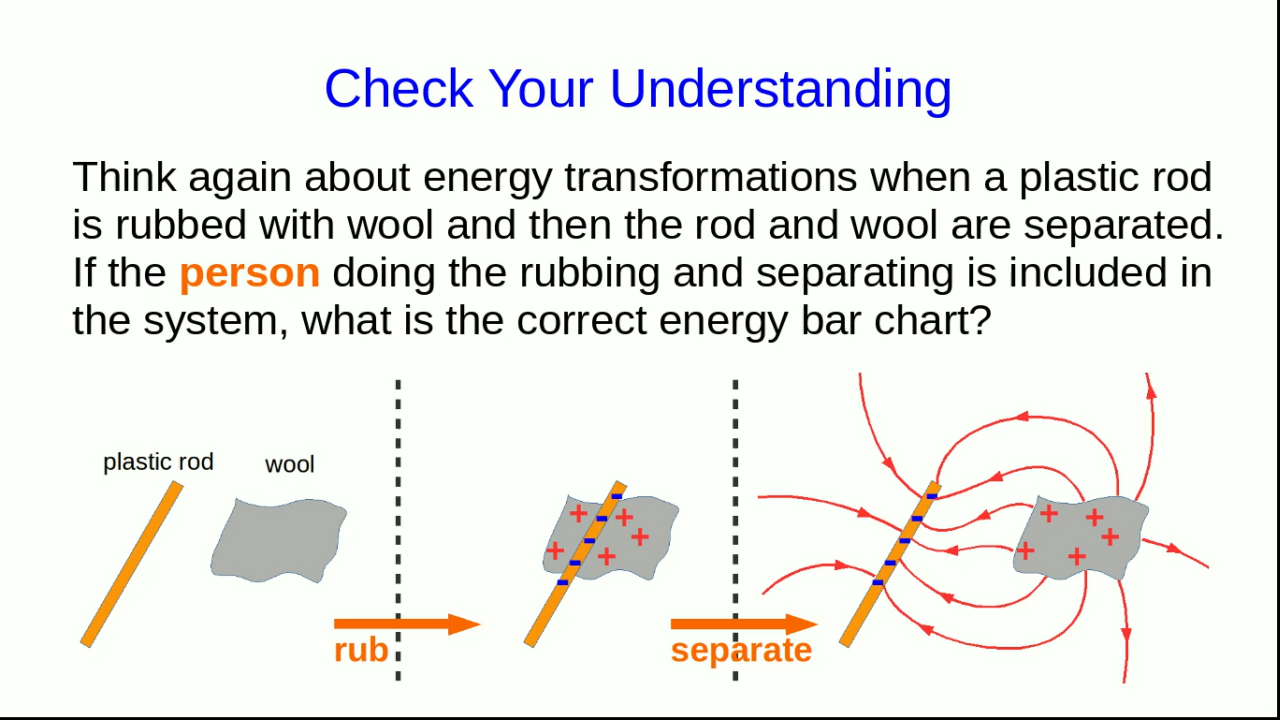 Check Your Understanding
Think again about energy transformations when a plastic rod
is rubbed with wool and then the rod and wool are separated.
If the person doing the rubbing and separating is included in
the system, what is the correct energy bar chart?
plastic rod
wool
rub
separate